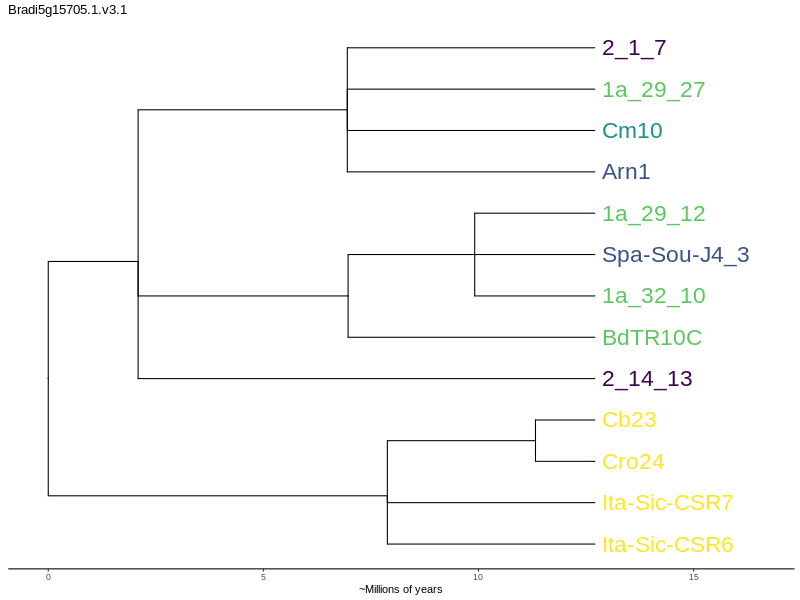 Bradi5g15705.1.v3.1
2_1_7
1a_29_27
Cm10
Arn1
1a_29_12
Spa-Sou-J4_3
1a_32_10
BdTR10C
2_14_13
Cb23
Cro24
Ita-Sic-CSR7
Ita-Sic-CSR6
0 5 10 15
~Millions of years